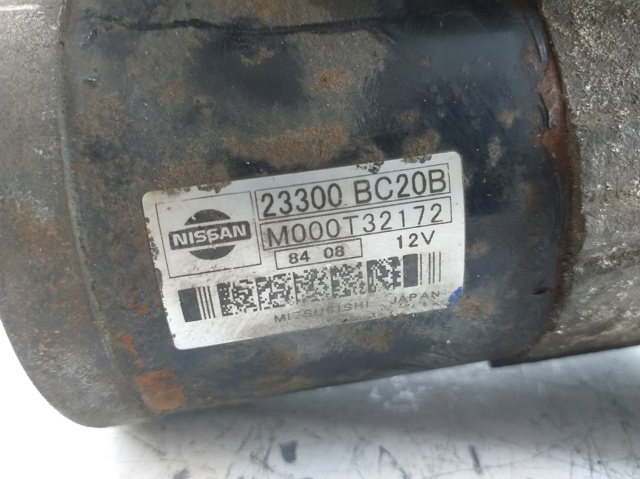 NISSAN
23300 BC20B
M000T32172
84 08 12V
MITSUBISHI JAPAN